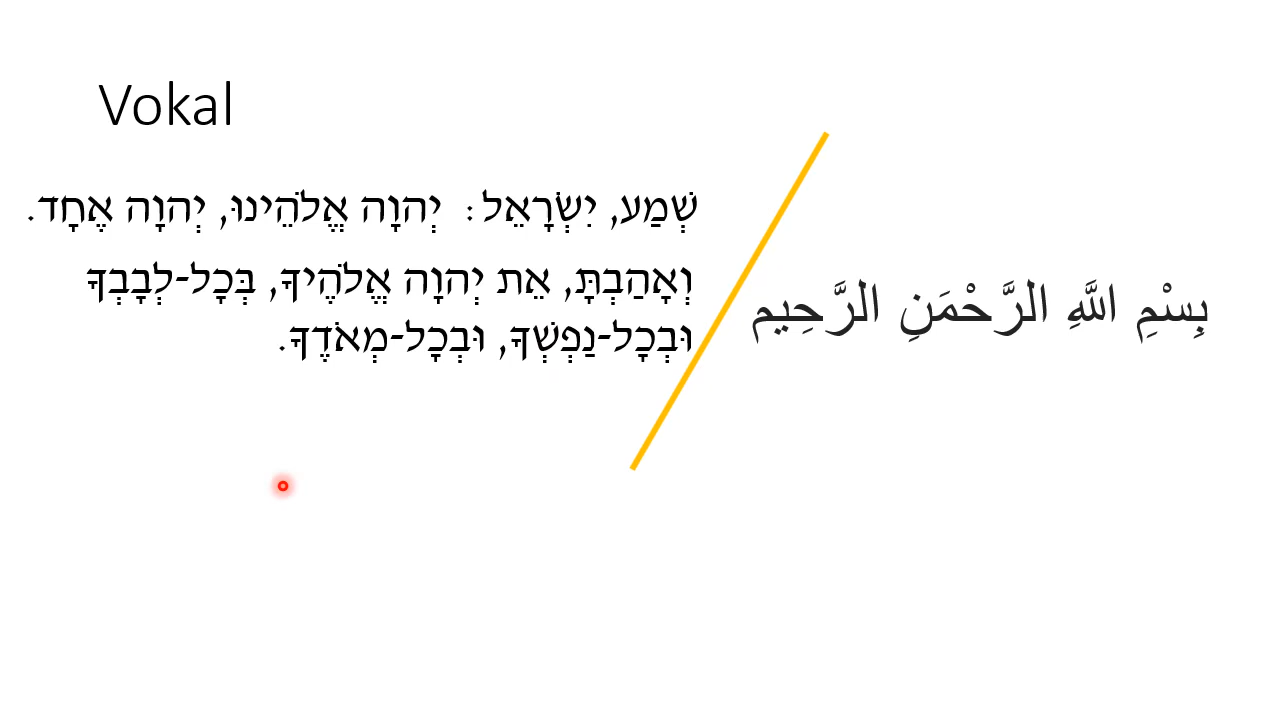 Vokal
שְׁמַע, יִשְׂרָאֵל:  יְהוָה אֱלֹהֵינוּ, יְהוָה אֶחָד.
וְאָהַבְתָּ, אֵת יְהוָה אֱלֹהֶיךָ, בְּכָל-לְבָבְךָ
וּבְכָל-נַפְשְׁךָ, וּבְכָל-מְאֹדֶךָ.
بِسْمِ اللَّهِ الرَّحْمَنِ الرَّحِيم